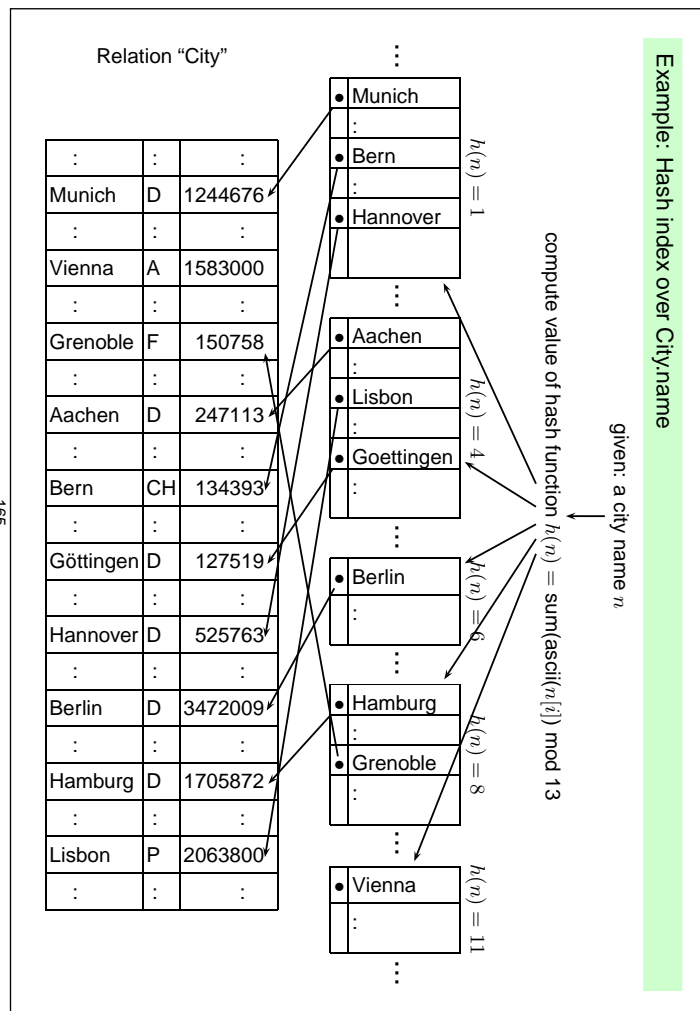 Example: Hash index over City.name
given: a city name n
compute value of hash function h(n) = sum(ascii(n[i]) mod 13
h(n) = 1
h(n) = 4
h(n) = 6
h(n) = 8
h(n) = 11
⋮
• Munich
:
• Bern
:
• Hannover
⋮
• Aachen
:
• Lisbon
:
• Goettingen
:
⋮
• Berlin
:
⋮
• Hamburg
:
• Grenoble
:
⋮
• Vienna
:
⋮
Relation “City”
: : :
Munich D 1244676
: : :
Vienna A 1583000
: : :
Grenoble F 150758
: : :
Aachen D 247113
: : :
Bern CH 134393
: : :
Göttingen D 127519
: : :
Hannover D 525763
: : :
Berlin D 3472009
: : :
Hamburg D 1705872
: : :
Lisbon P 2063800
: : :
165